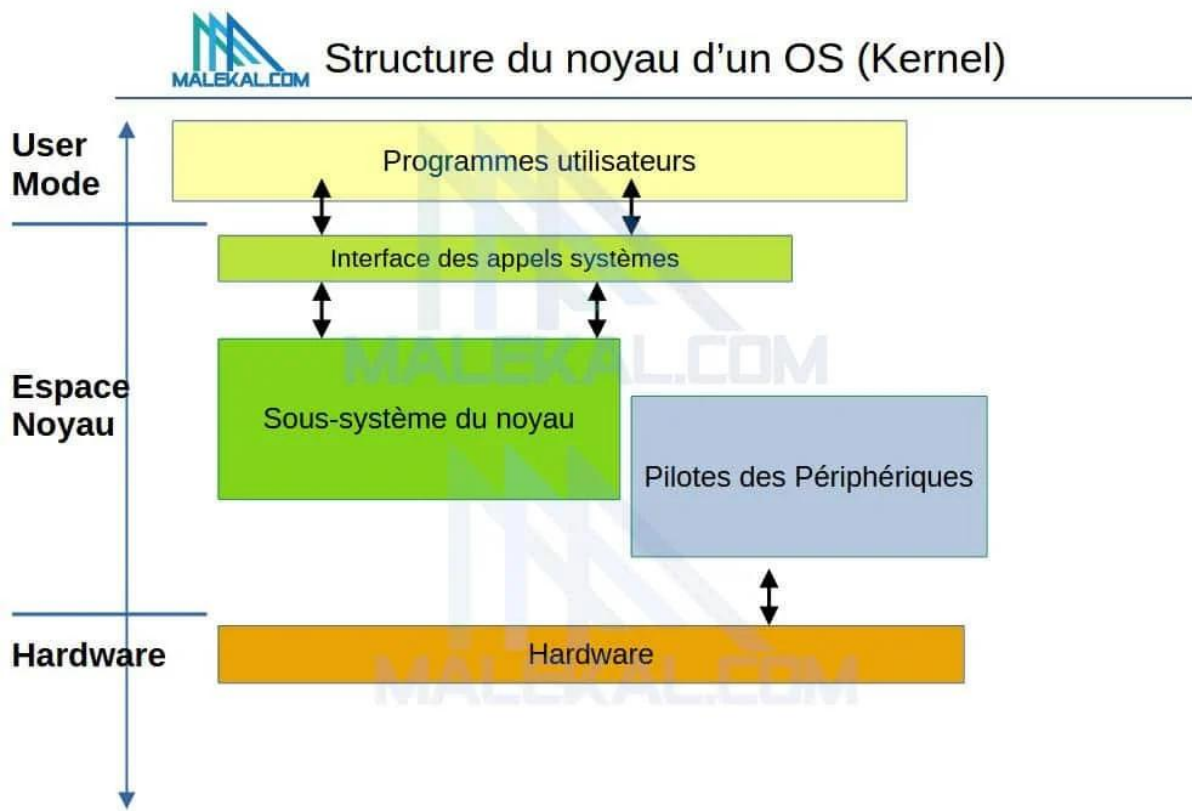 MALEKAL.COM
Structure du noyau d’un OS (Kernel)
User
Mode
Programmes utilisateurs
Interface des appels systèmes
MALEKAL.COM
Espace
Noyau
Sous-système du noyau
Pilotes des Périphériques
Hardware
Hardware
MALEKAL.COM